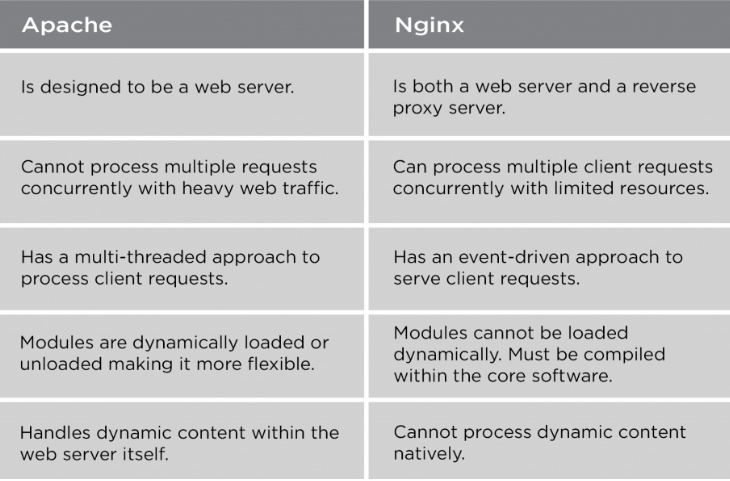 Apache
Nginx
Is designed to be a web server.
Is both a web server and a reverse
proxy server.
Cannot process multiple requests
concurrently with heavy web traffic.
Can process multiple client requests
concurrently with limited resources.
Has a multi-threaded approach to
process client requests.
Has an event-driven approach to
serve client requests.
Modules are dynamically loaded or
unloaded making it more flexible.
Modules cannot be loaded
dynamically. Must be compiled
within the core software.
Handles dynamic content within the
web server itself.
Cannot process dynamic content
natively.